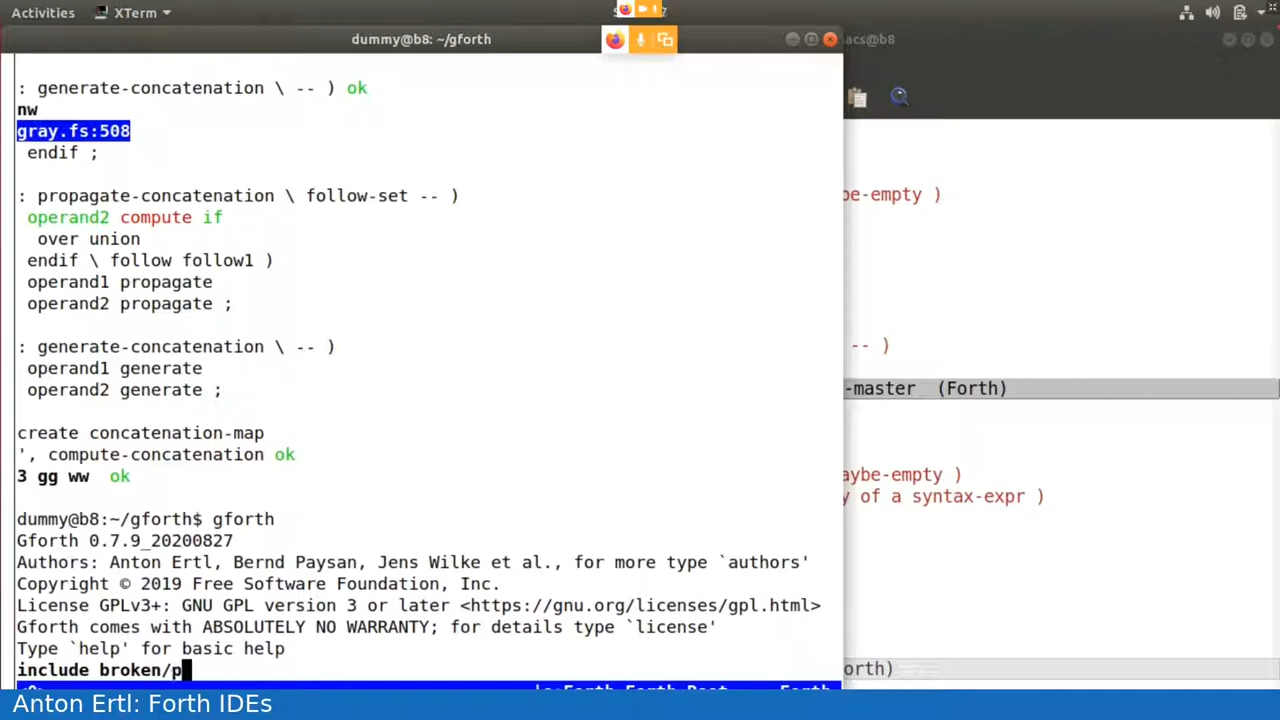 Activities XTerm
dummy@b8: ~/gforth
acs@b8
: generate-concatenation \ -- ) ok
nw
gray.fs:508
endif ;
: propagate-concatenation \ follow-set -- )
be-empty )
operand2 compute if
over union
endif \ follow follow1 )
operand1 propagate
operand2 propagate ;
: generate-concatenation \ -- )
-- )
operand1 generate
operand2 generate ;
-master (Forth)
create concatenation-map
', compute-concatenation ok
3 gg ww ok
aybe-empty )
y of a syntax-expr )
dummy@b8:~/gforth$ gforth
Gforth 0.7.9_20200827
Authors: Anton Ertl, Bernd Paysan, Jens Wilke et al., for more type `authors'
Copyright © 2019 Free Software Foundation, Inc.
License GPLv3+: GNU GPL version 3 or later <https://gnu.org/licenses/gpl.html>
Gforth comes with ABSOLUTELY NO WARRANTY; for details type `license'
Type `help' for basic help
include broken/p
orth)
Anton Ertl: Forth IDEs